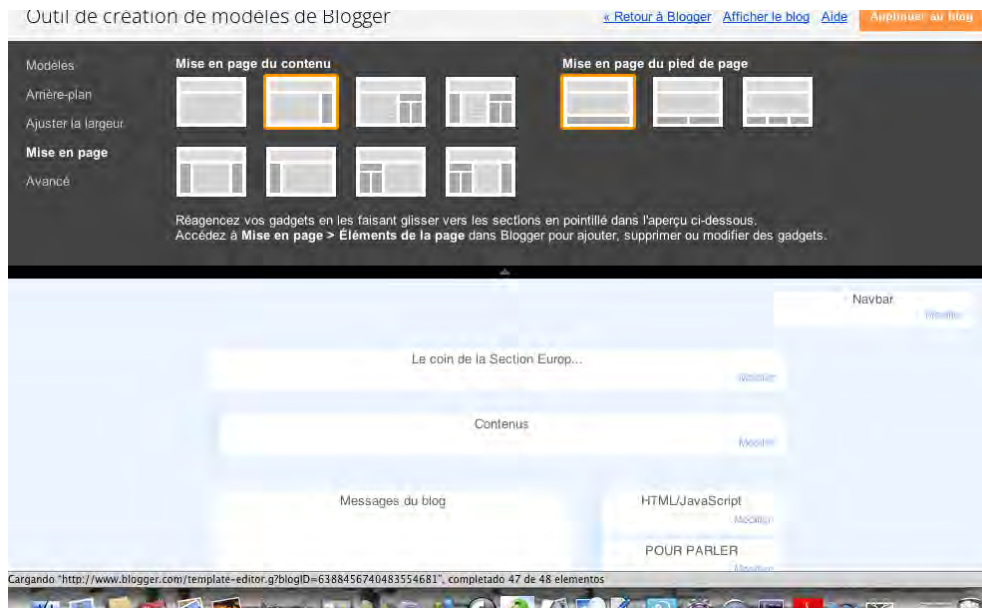 Outil de création de modèles de Blogger
« Retour à Blogger Afficher le blog Aide Appliquer au blog
Modèles
Arrière-plan
Ajuster la largeur
Mise en page
Avancé
Mise en page du contenu
Mise en page du pied de page
Réagencez vos gadgets en les faisant glisser vers les sections en pointillé dans l'aperçu ci-dessous.
Accédez à Mise en page > Éléments de la page dans Blogger pour ajouter, supprimer ou modifier des gadgets.
Navbar
Modifier
Le coin de la Section Europ...
Modifier
Contenus
Modifier
Messages du blog
HTML/JavaScript
Modifier
POUR PARLER
Modifier
Cargando "http://www.blogger.com/template-editor.g?blogID=6388456740483554681", completado 47 de 48 elementos